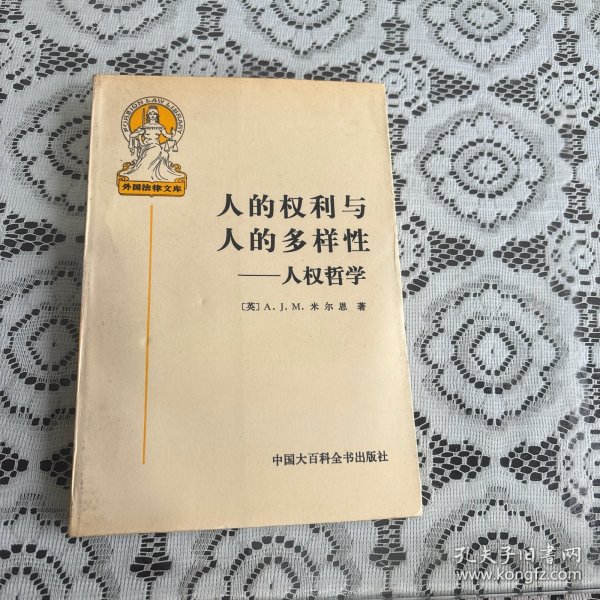 FOREIGN LAW LIBRARY
外国法律文库
人的权利与
人的多样性
——人权哲学
[英] A. J. M. 米尔恩 著
中国大百科全书出版社
孔夫子旧书网
www.kongfz.com